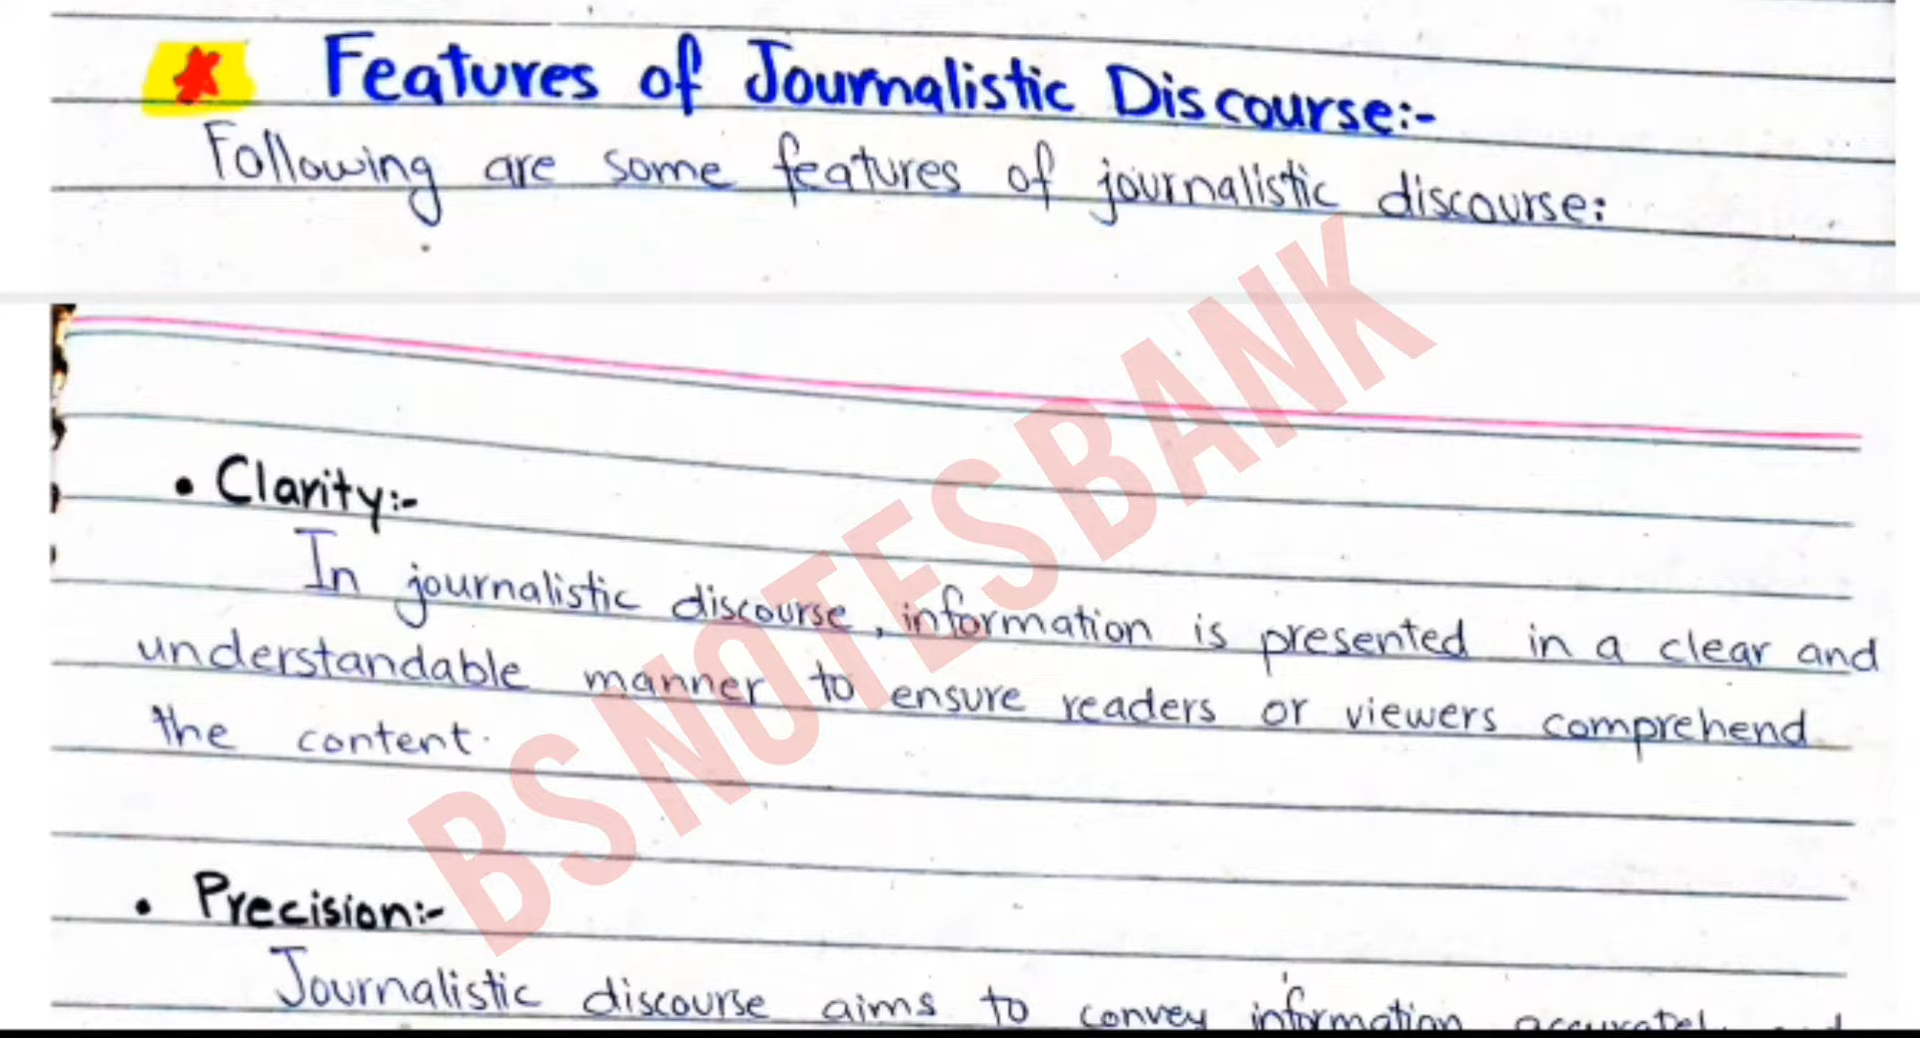 Features of Journalistic Discourse:-
Following are some features of journalistic discourse:
• Clarity:-
In journalistic discourse, information is presented in a clear and
understandable manner to ensure readers or viewers comprehend
the content.
• Precision:-
Journalistic discourse aims to convey information
BSNOTESBANK